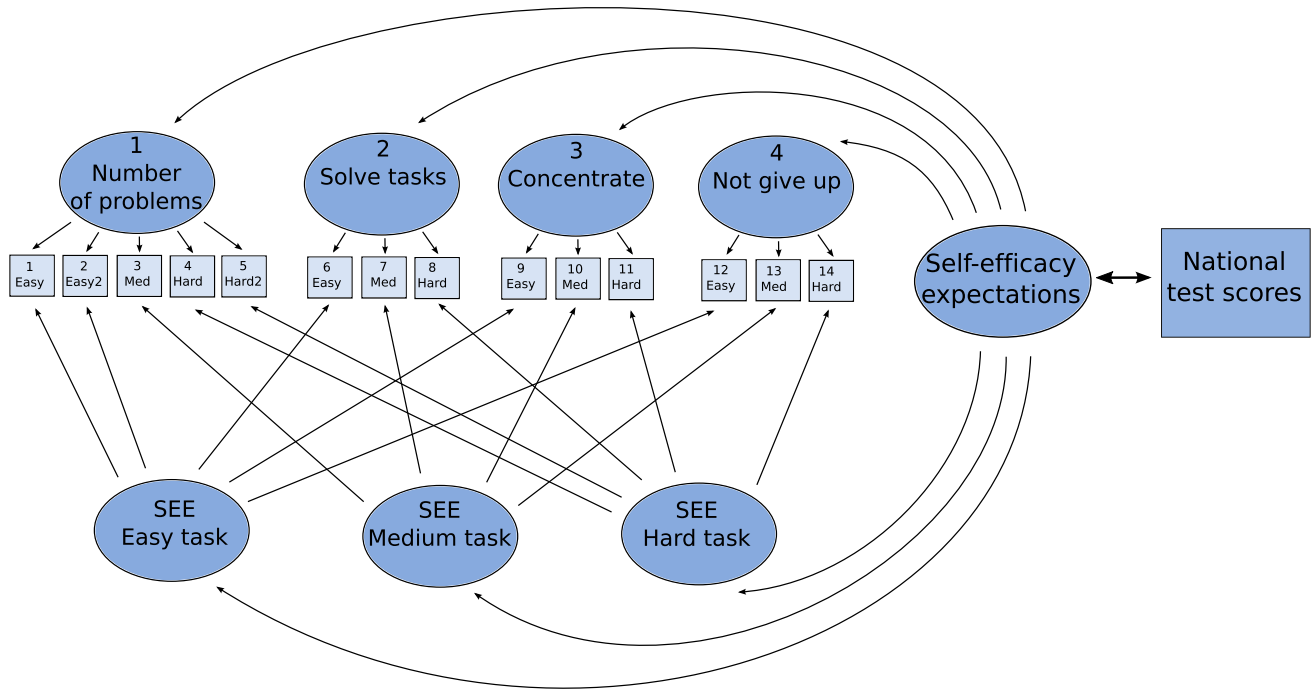 1
Number
of problems
2
Solve tasks
3
Concentrate
4
Not give up
1
Easy
2
Easy2
3
Med
4
Hard
5
Hard2
6
Easy
7
Med
8
Hard
9
Easy
10
Med
11
Hard
12
Easy
13
Med
14
Hard
Self-efficacy
expectations
National
test scores
SEE
Easy task
SEE
Medium task
SEE
Hard task